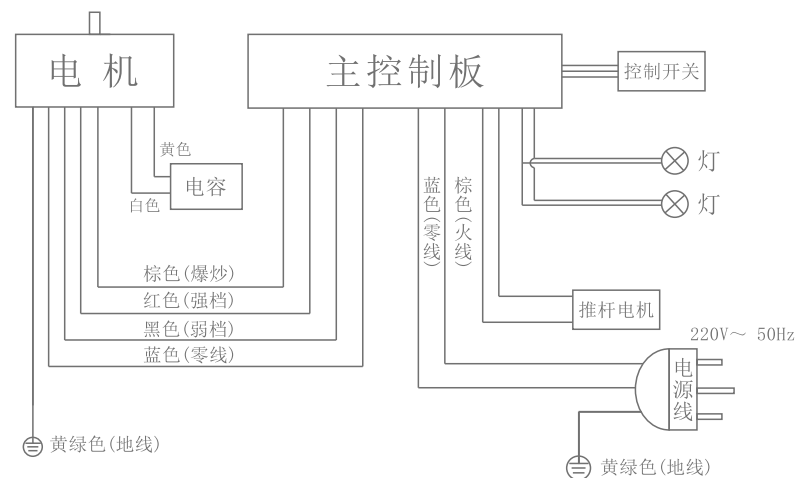 电 机
主控制板
控制开关
黄色
电容
白色
灯
灯
蓝色(零线)
棕色(火线)
棕色(爆炒)
红色(强档)
黑色(弱档)
蓝色(零线)
推杆电机
220V～ 50Hz
电源线
黄绿色(地线)
黄绿色(地线)